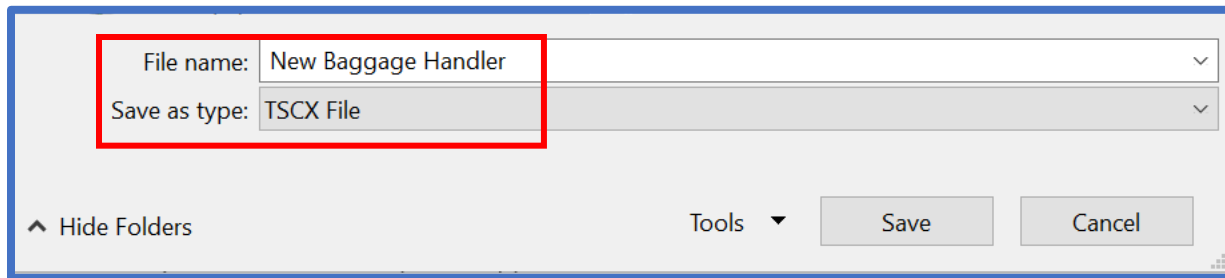 File name: New Baggage Handler
Save as type: TSCX File
Hide Folders
Tools
Save
Cancel